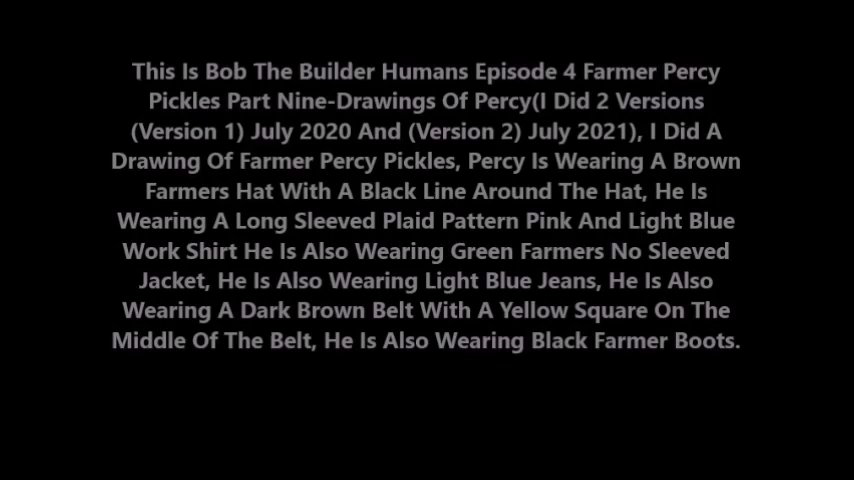 This Is Bob The Builder Humans Episode 4 Farmer Percy
Pickles Part Nine-Drawings Of Percy(I Did 2 Versions
(Version 1) July 2020 And (Version 2) July 2021), I Did A
Drawing Of Farmer Percy Pickles, Percy Is Wearing A Brown
Farmers Hat With A Black Line Around The Hat, He Is
Wearing A Long Sleeved Plaid Pattern Pink And Light Blue
Work Shirt He Is Also Wearing Green Farmers No Sleeved
Jacket, He Is Also Wearing Light Blue Jeans, He Is Also
Wearing A Dark Brown Belt With A Yellow Square On The
Middle Of The Belt, He Is Also Wearing Black Farmer Boots.